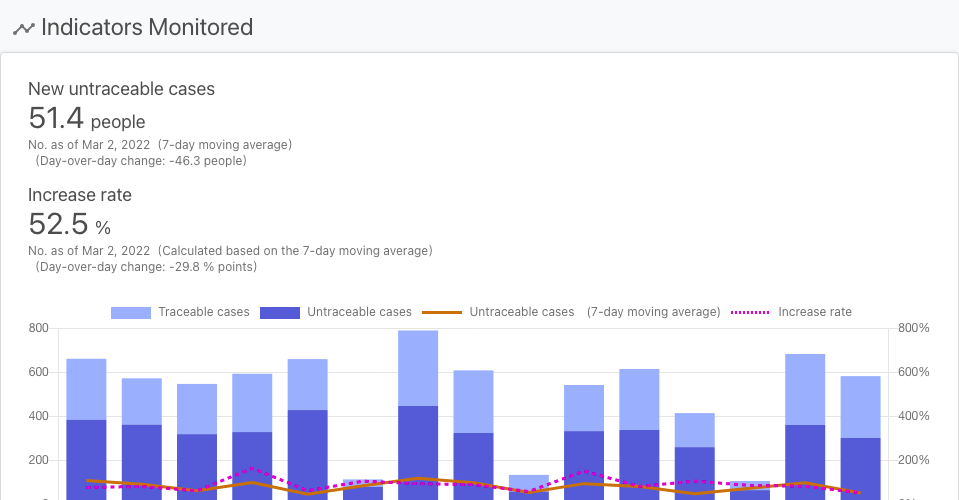 Indicators Monitored
New untraceable cases
51.4 people
No. as of Mar 2, 2022 (7-day moving average)
(Day-over-day change: -46.3 people)
Increase rate
52.5 %
No. as of Mar 2, 2022 (Calculated based on the 7-day moving average)
(Day-over-day change: -29.8 % points)
Traceable cases Untraceable cases Untraceable cases (7-day moving average) Increase rate
800 800%
600 600%
400 400%
200 200%